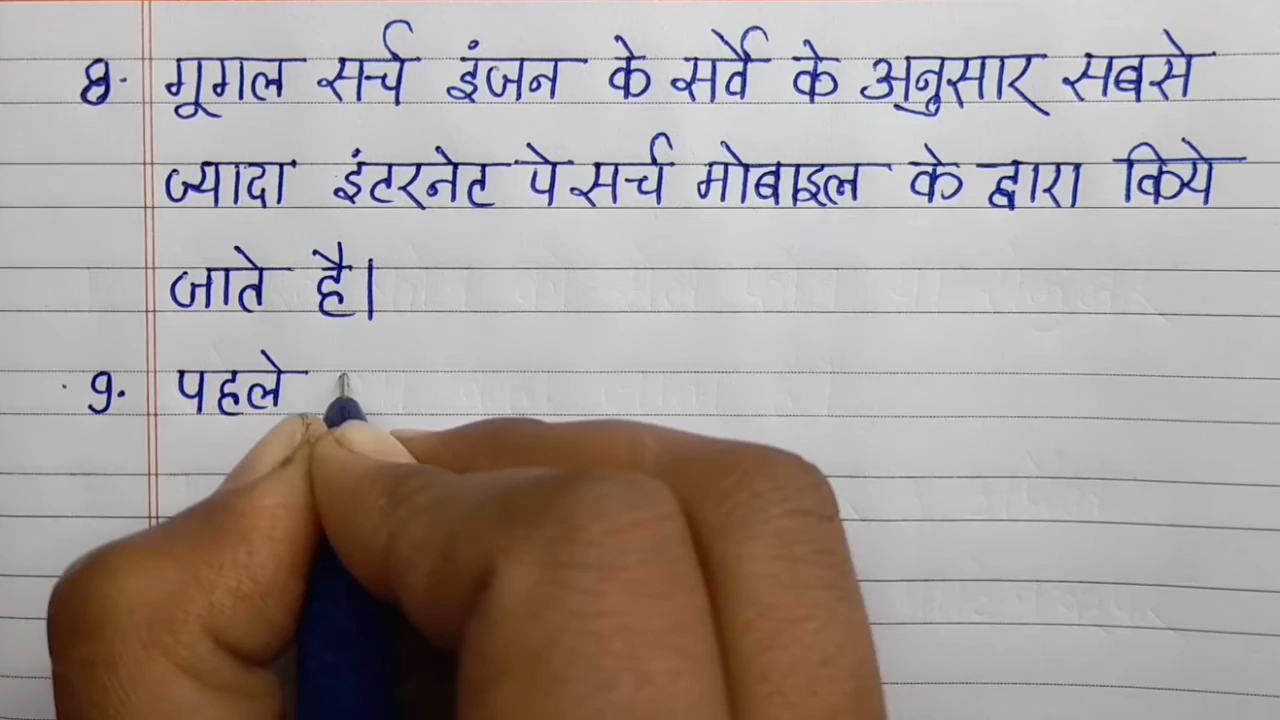 8. गूगल सर्च इंजन के सर्वे के अनुसार सबसे
ज्यादा इंटरनेट पे सर्च मोबाइल के द्वारा किये
जाते है।
9. पहले